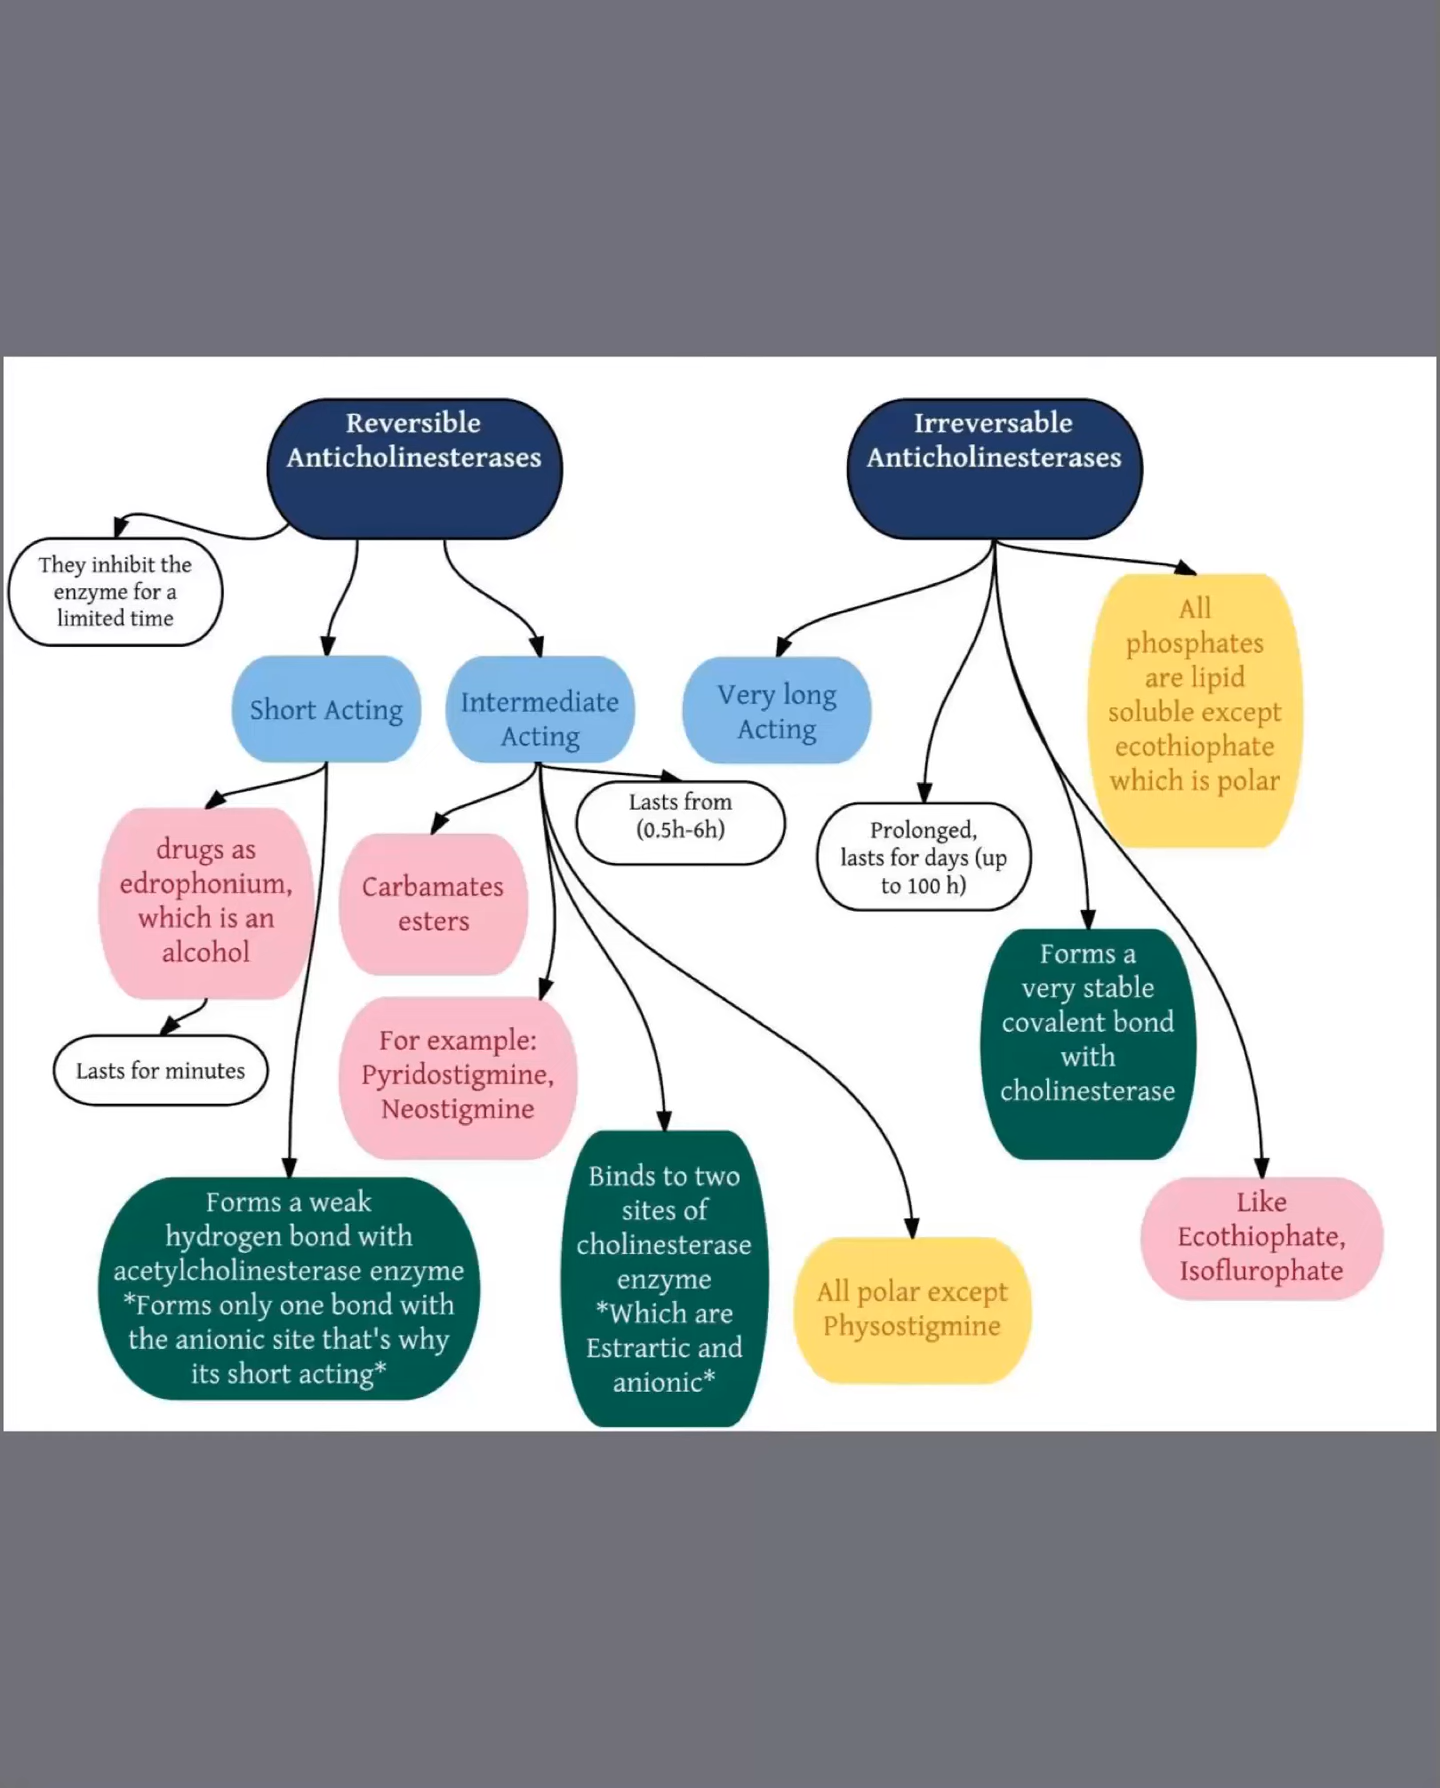 Reversible
Anticholinesterases
Irreversable
Anticholinesterases
They inhibit the
enzyme for a
limited time
Short Acting
Intermediate
Acting
Very long
Acting
All
phosphates
are lipid
soluble except
ecothiophate
which is polar
drugs as
edrophonium,
which is an
alcohol
Lasts for minutes
Carbamates
esters
Lasts from
(0.5h-6h)
Prolonged,
lasts for days (up
to 100 h)
For example:
Pyridostigmine,
Neostigmine
Forms a
very stable
covalent bond
with
cholinesterase
Forms a weak
hydrogen bond with
acetylcholinesterase enzyme
*Forms only one bond with
the anionic site that's why
its short acting*
Binds to two
sites of
cholinesterase
enzyme
*Which are
Estrartic and
anionic*
All polar except
Physostigmine
Like
Ecothiophate,
Isoflurophate